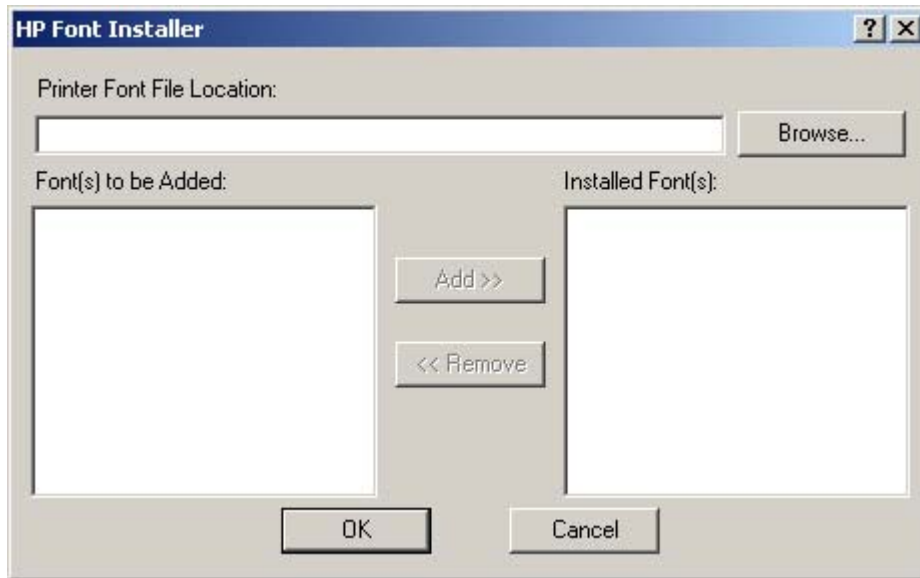 HP Font Installer
Printer Font File Location:
Browse...
Font(s) to be Added:
Installed Font(s):
Add >>
<< Remove
OK
Cancel